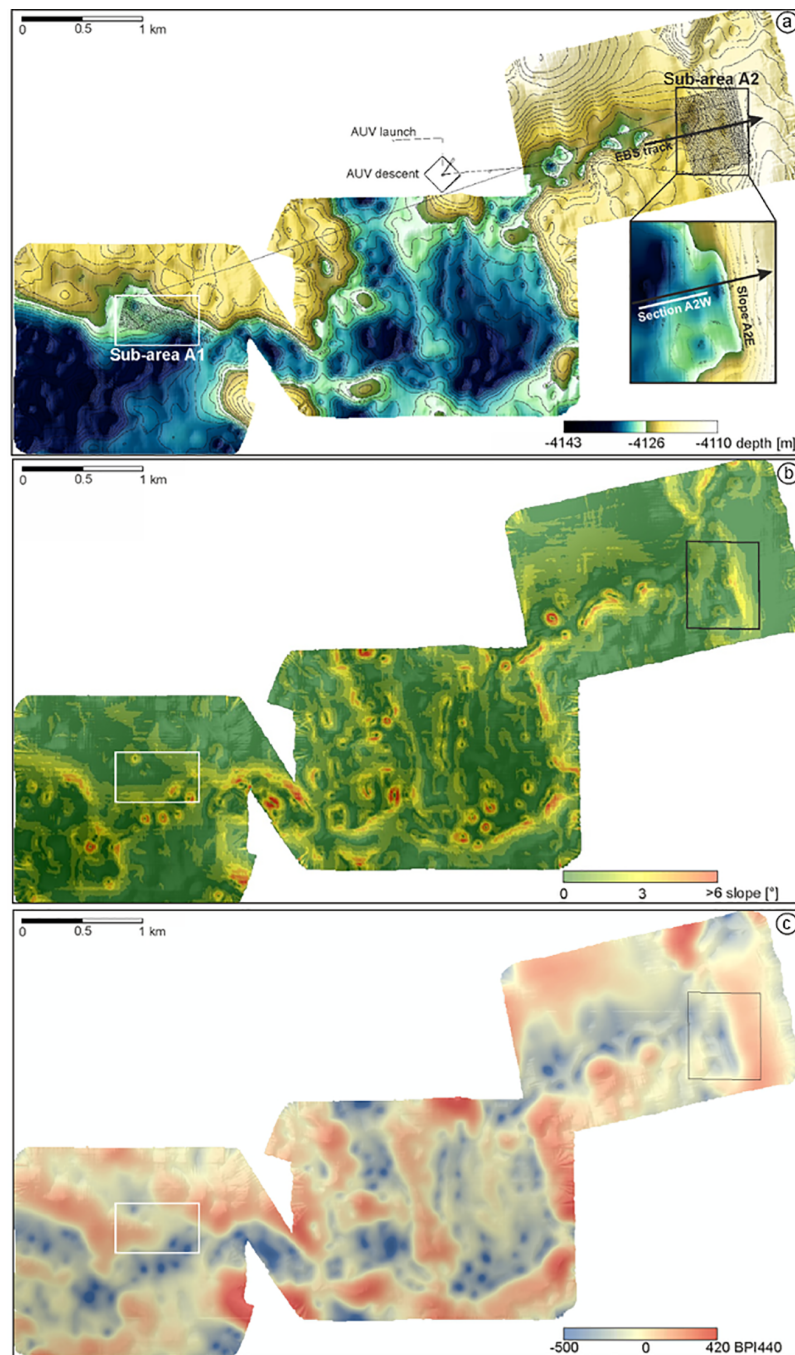 0 0.5 1 km
a
Sub-area A2
AUV launch
EBS track
AUV descent
Section A2W
Slope A2E
Sub-area A1
-4143 -4126 -4110 depth [m]
0 0.5 1 km
b
0 3 >6 slope [°]
0 0.5 1 km
c
-500 0 420 BPI440